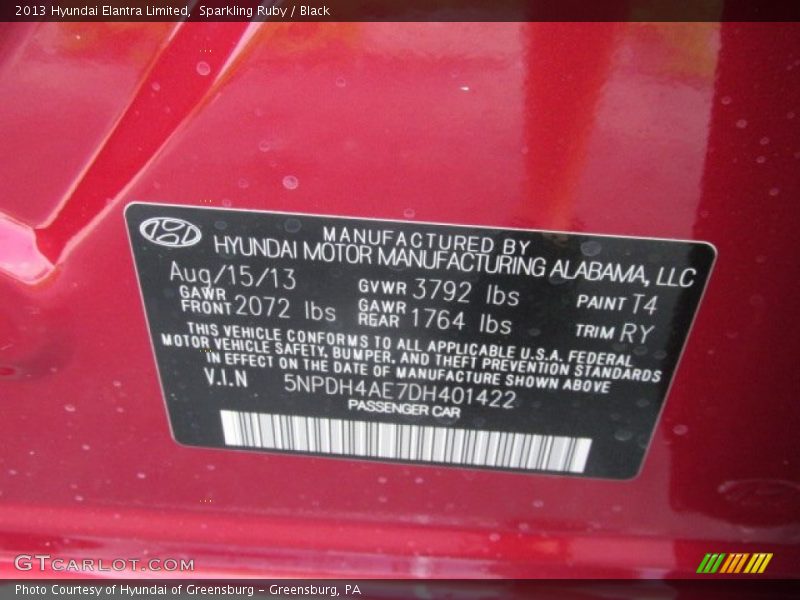 2013 Hyundai Elantra Limited, Sparkling Ruby / Black
MANUFACTURED BY
HYUNDAI MOTOR MANUFACTURING ALABAMA, LLC
Aug/15/13 GVWR 3792 lbs PAINT T4
GAWR FRONT 2072 lbs GAWR REAR 1764 lbs TRIM RY
THIS VEHICLE CONFORMS TO ALL APPLICABLE U.S.A. FEDERAL
MOTOR VEHICLE SAFETY, BUMPER, AND THEFT PREVENTION STANDARDS
IN EFFECT ON THE DATE OF MANUFACTURE SHOWN ABOVE
V.I.N 5NPDH4AE7DH401422
PASSENGER CAR
GTCARLOT.COM
Photo Courtesy of Hyundai of Greensburg - Greensburg, PA